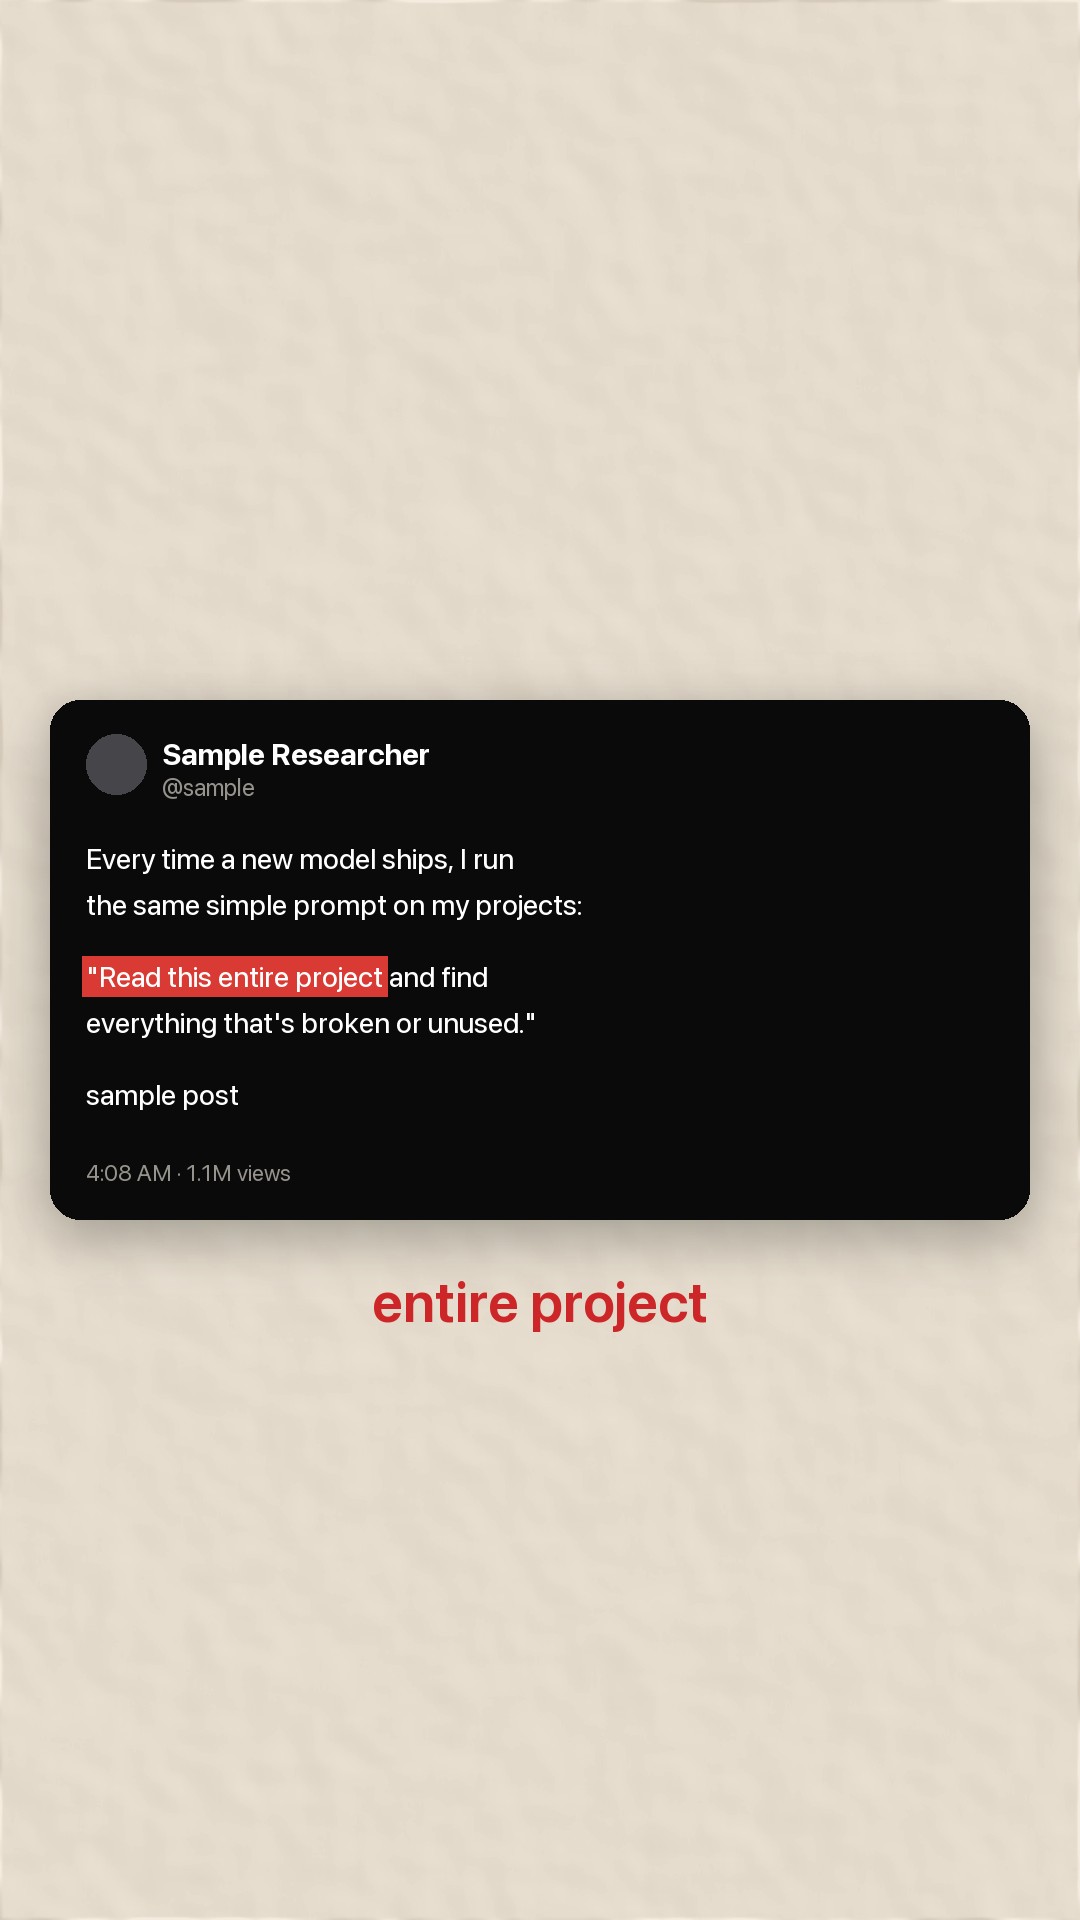 Sample Researcher
@sample
Every time a new model ships, I run
the same simple prompt on my projects:
"Read this entire project and find
everything that's broken or unused."
sample post
4:08 AM · 1.1M views
entire project